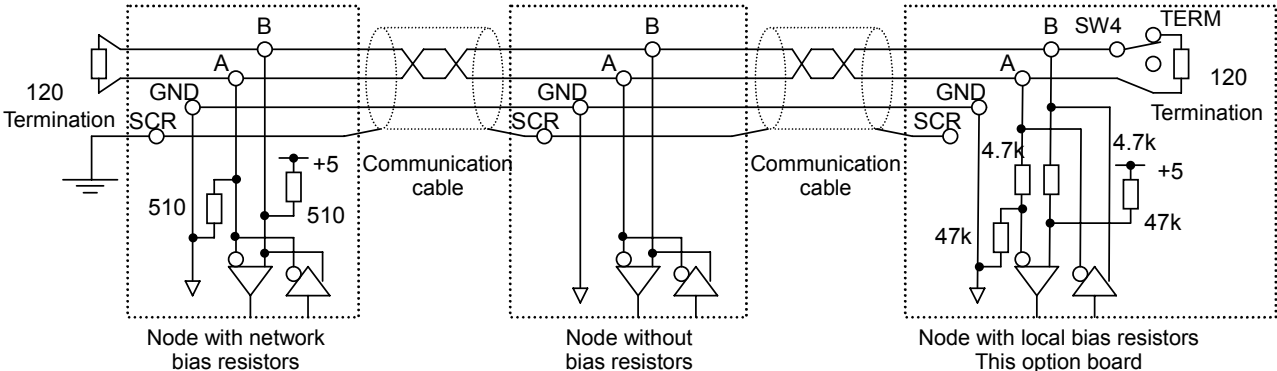 120
Termination
B
A
GND
SCR
510
+5
510
Node with network
bias resistors
Communication
cable
B
A
GND
SCR
Node without
bias resistors
Communication
cable
B
SW4
TERM
A
120
Termination
GND
SCR
4.7k
4.7k
+5
47k
47k
Node with local bias resistors
This option board